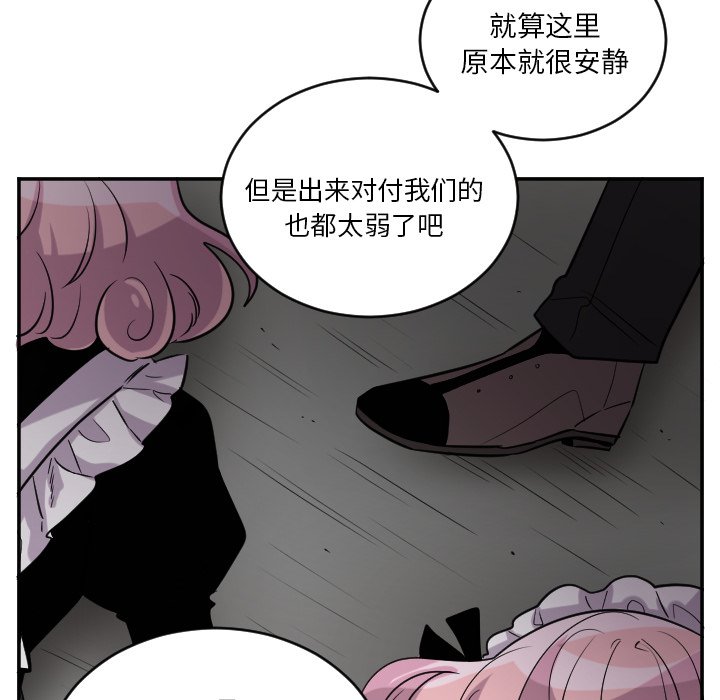 就算这里
原本就很安静
但是出来对付我们的
也都太弱了吧